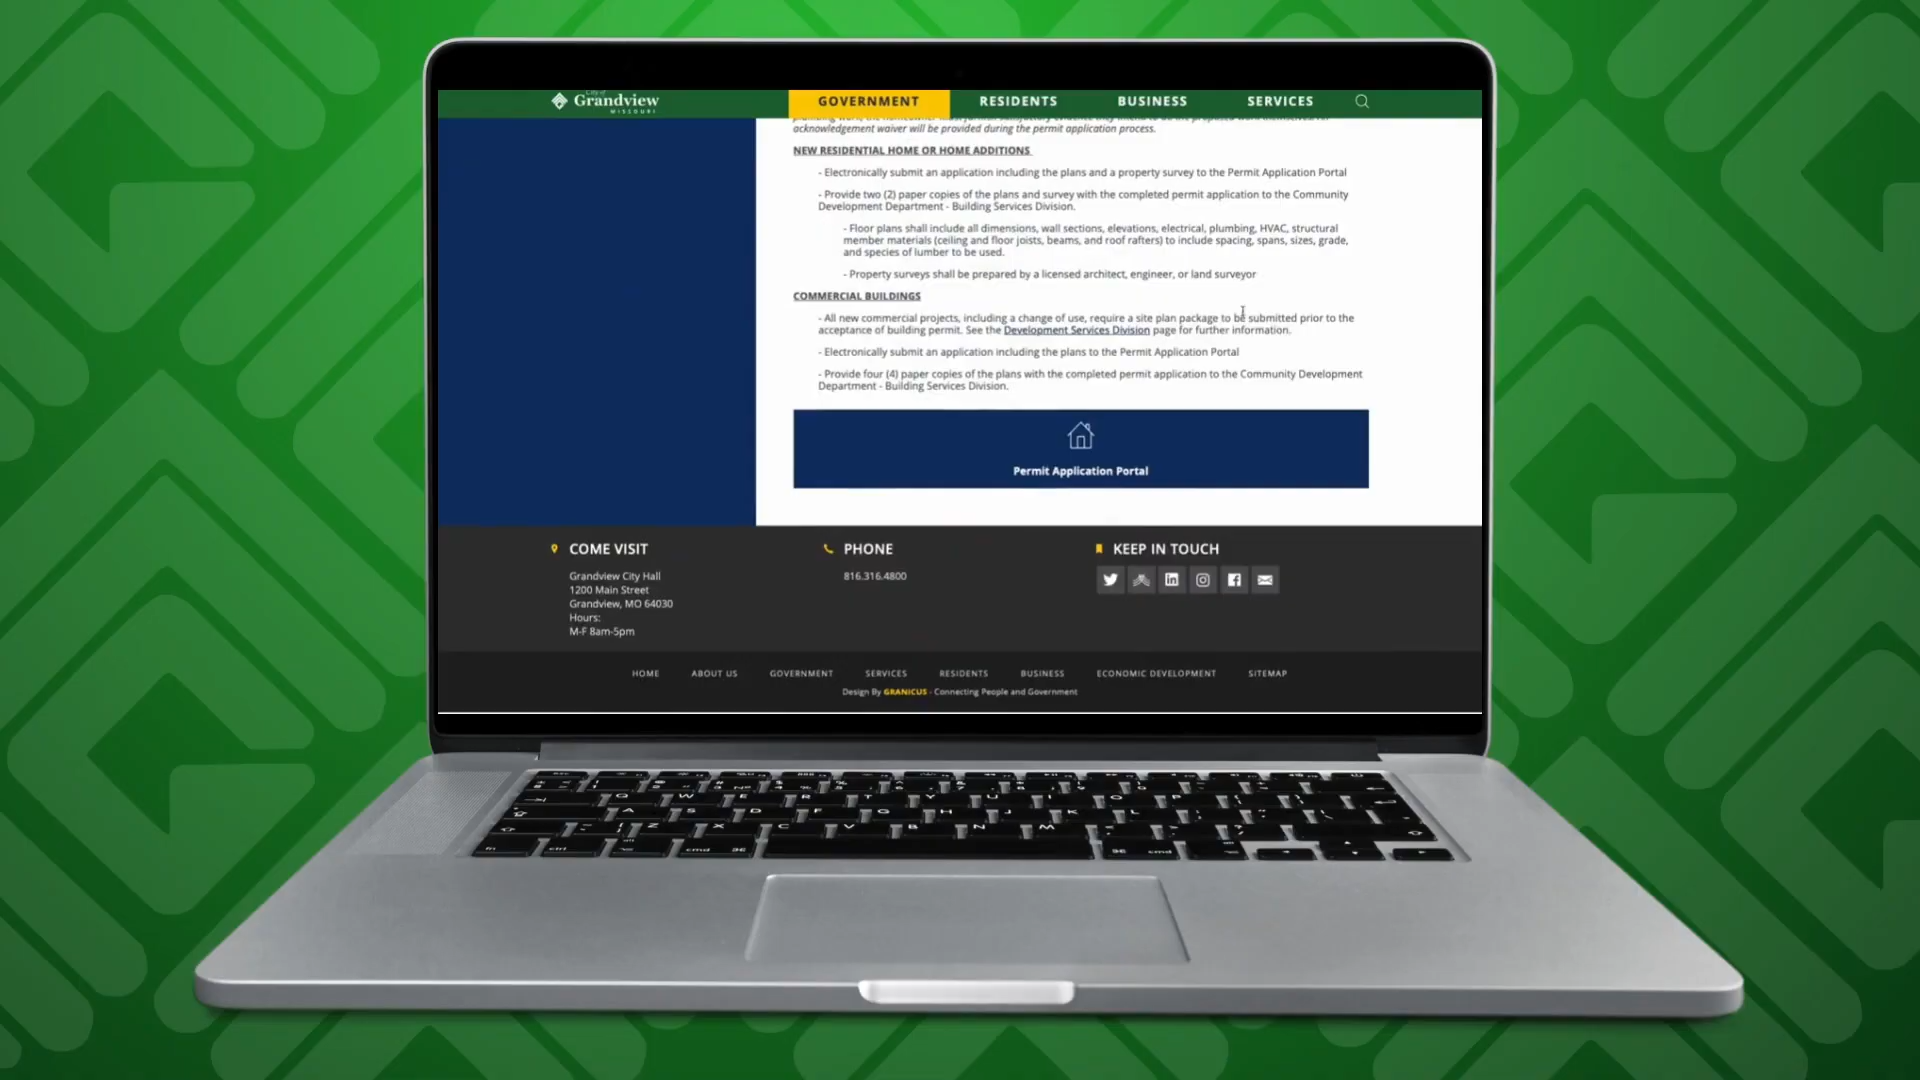 City of
Grandview
MISSOURI
GOVERNMENT
RESIDENTS
BUSINESS
SERVICES
acknowledgement waiver will be provided during the permit application process.
NEW RESIDENTIAL HOME OR HOME ADDITIONS
- Electronically submit an application including the plans and a property survey to the Permit Application Portal
- Provide two (2) paper copies of the plans and survey with the completed permit application to the Community
Development Department - Building Services Division.
- Floor plans shall include all dimensions, wall sections, elevations, electrical, plumbing, HVAC, structural
member materials (ceiling and floor joists, beams, and roof rafters) to include spacing, spans, sizes, grade,
and species of lumber to be used.
- Property surveys shall be prepared by a licensed architect, engineer, or land surveyor
COMMERCIAL BUILDINGS
- All new commercial projects, including a change of use, require a site plan package to be submitted prior to the
acceptance of building permit. See the Development Services Division page for further information.
- Electronically submit an application including the plans to the Permit Application Portal
- Provide four (4) paper copies of the plans with the completed permit application to the Community Development
Department - Building Services Division.
Permit Application Portal
COME VISIT
Grandview City Hall
1200 Main Street
Grandview, MO 64030
Hours:
M-F 8am-5pm
PHONE
816.316.4800
KEEP IN TOUCH
HOME
ABOUT US
GOVERNMENT
SERVICES
RESIDENTS
BUSINESS
ECONOMIC DEVELOPMENT
SITEMAP
Design By GRANICUS - Connecting People and Government
Q W E R T Y U I O P
A S D F G H J K L
Z X C V B N M
fn ctrl cmd cmd